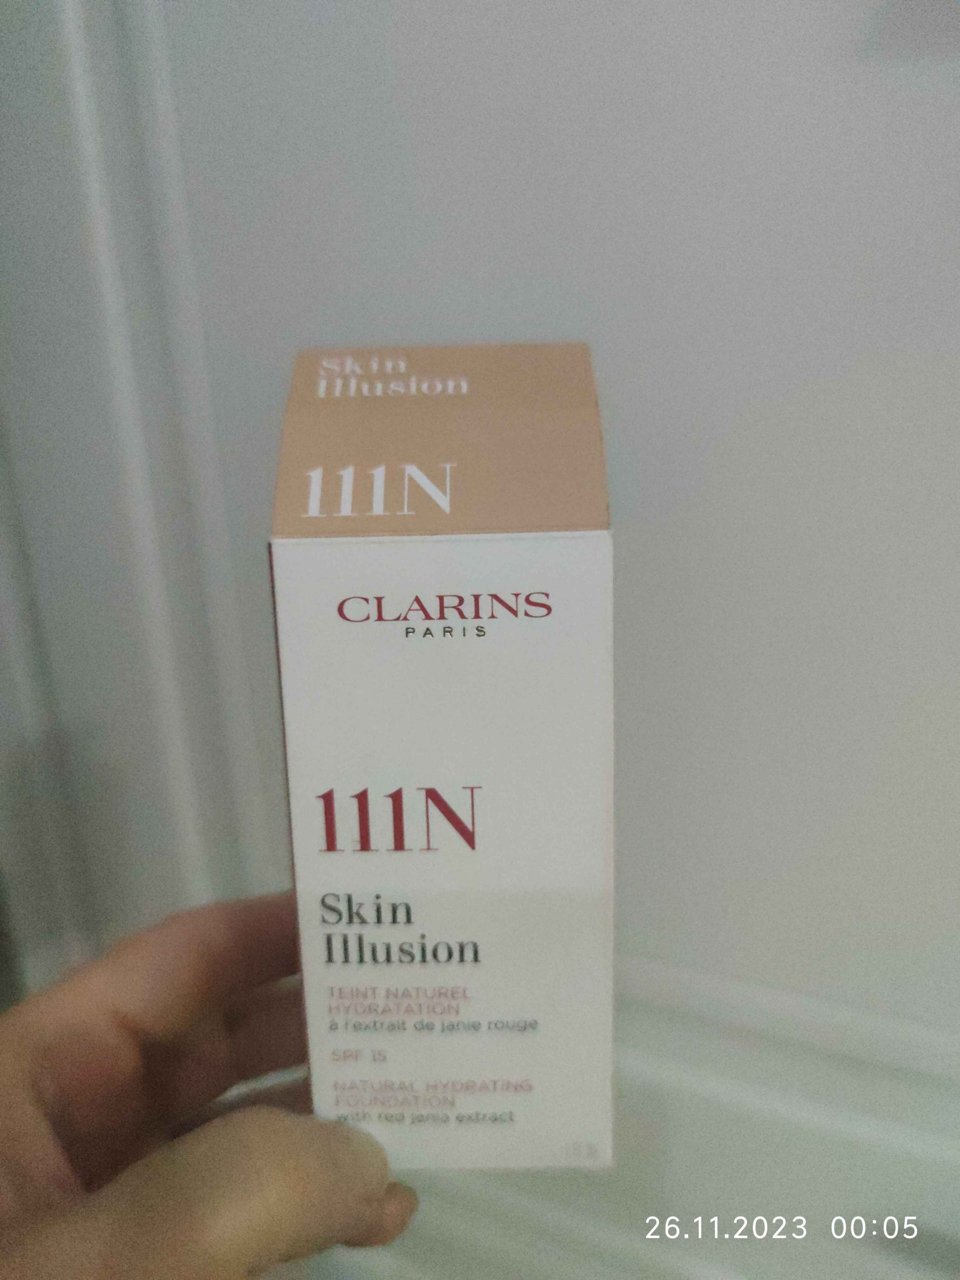 Skin
Illusion
111N
CLARINS
PARIS
111N
Skin
Illusion
TEINT NATUREL
HYDRATATION
à l'extrait de janie rouge
SPF 15
NATURAL HYDRATING
FOUNDATION
with red jania extract
26.11.2023 00:05